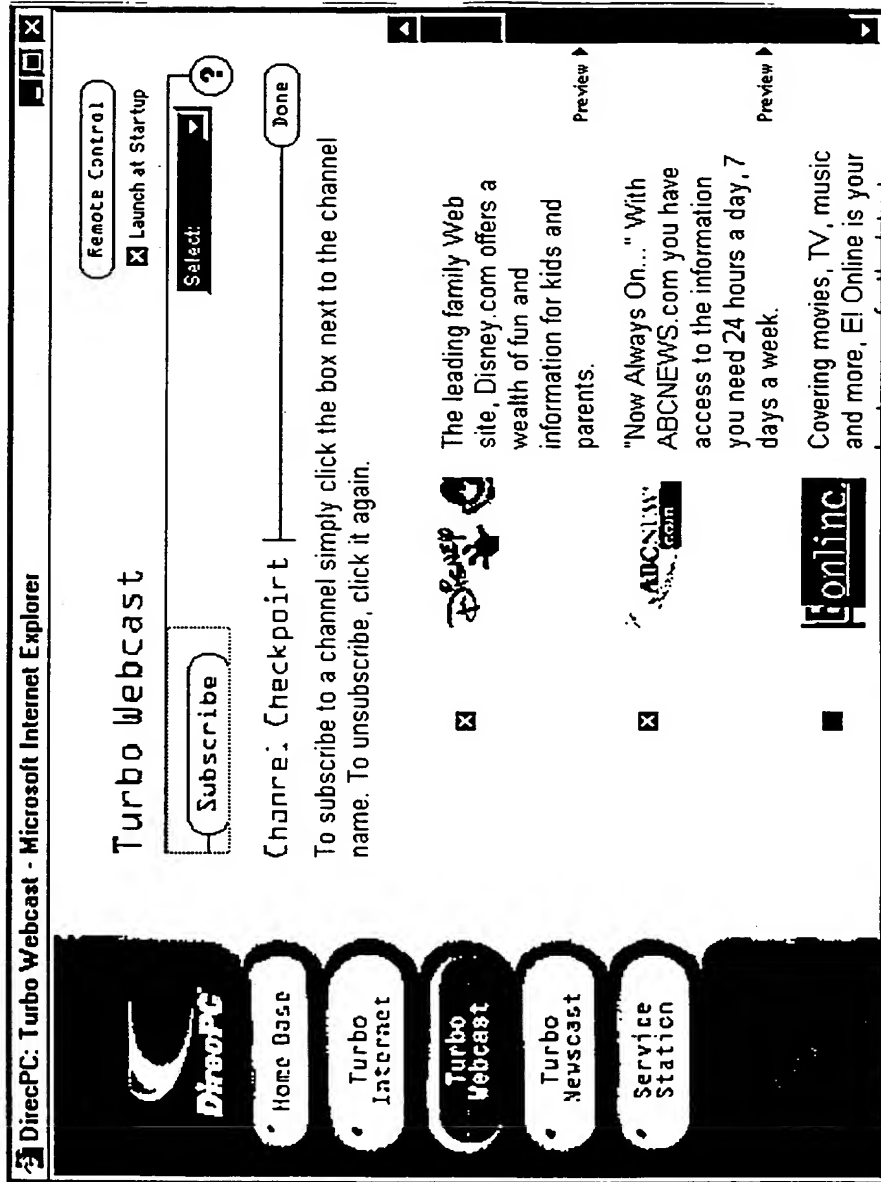 DirecPC: Turbo Webcast - Microsoft Internet Explorer
DirecPC
Home Base
Turbo
Internet
Turbo
Webcast
Turbo
Newscast
Service
Station
Turbo Webcast
Remote Control
Launch at Startup
Subscribe
Select:
?
Channel Checkpoint
Done
To subscribe to a channel simply click the box next to the channel
name. To unsubscribe, click it again.
Disney
The leading family Web
site, Disney.com offers a
wealth of fun and
information for kids and
parents.
Preview
ABCNEWS
.com
"Now Always On..." With
ABCNEWS.com you have
access to the information
you need 24 hours a day, 7
days a week.
Preview
E! online
Covering movies, TV, music
and more, E! Online is your